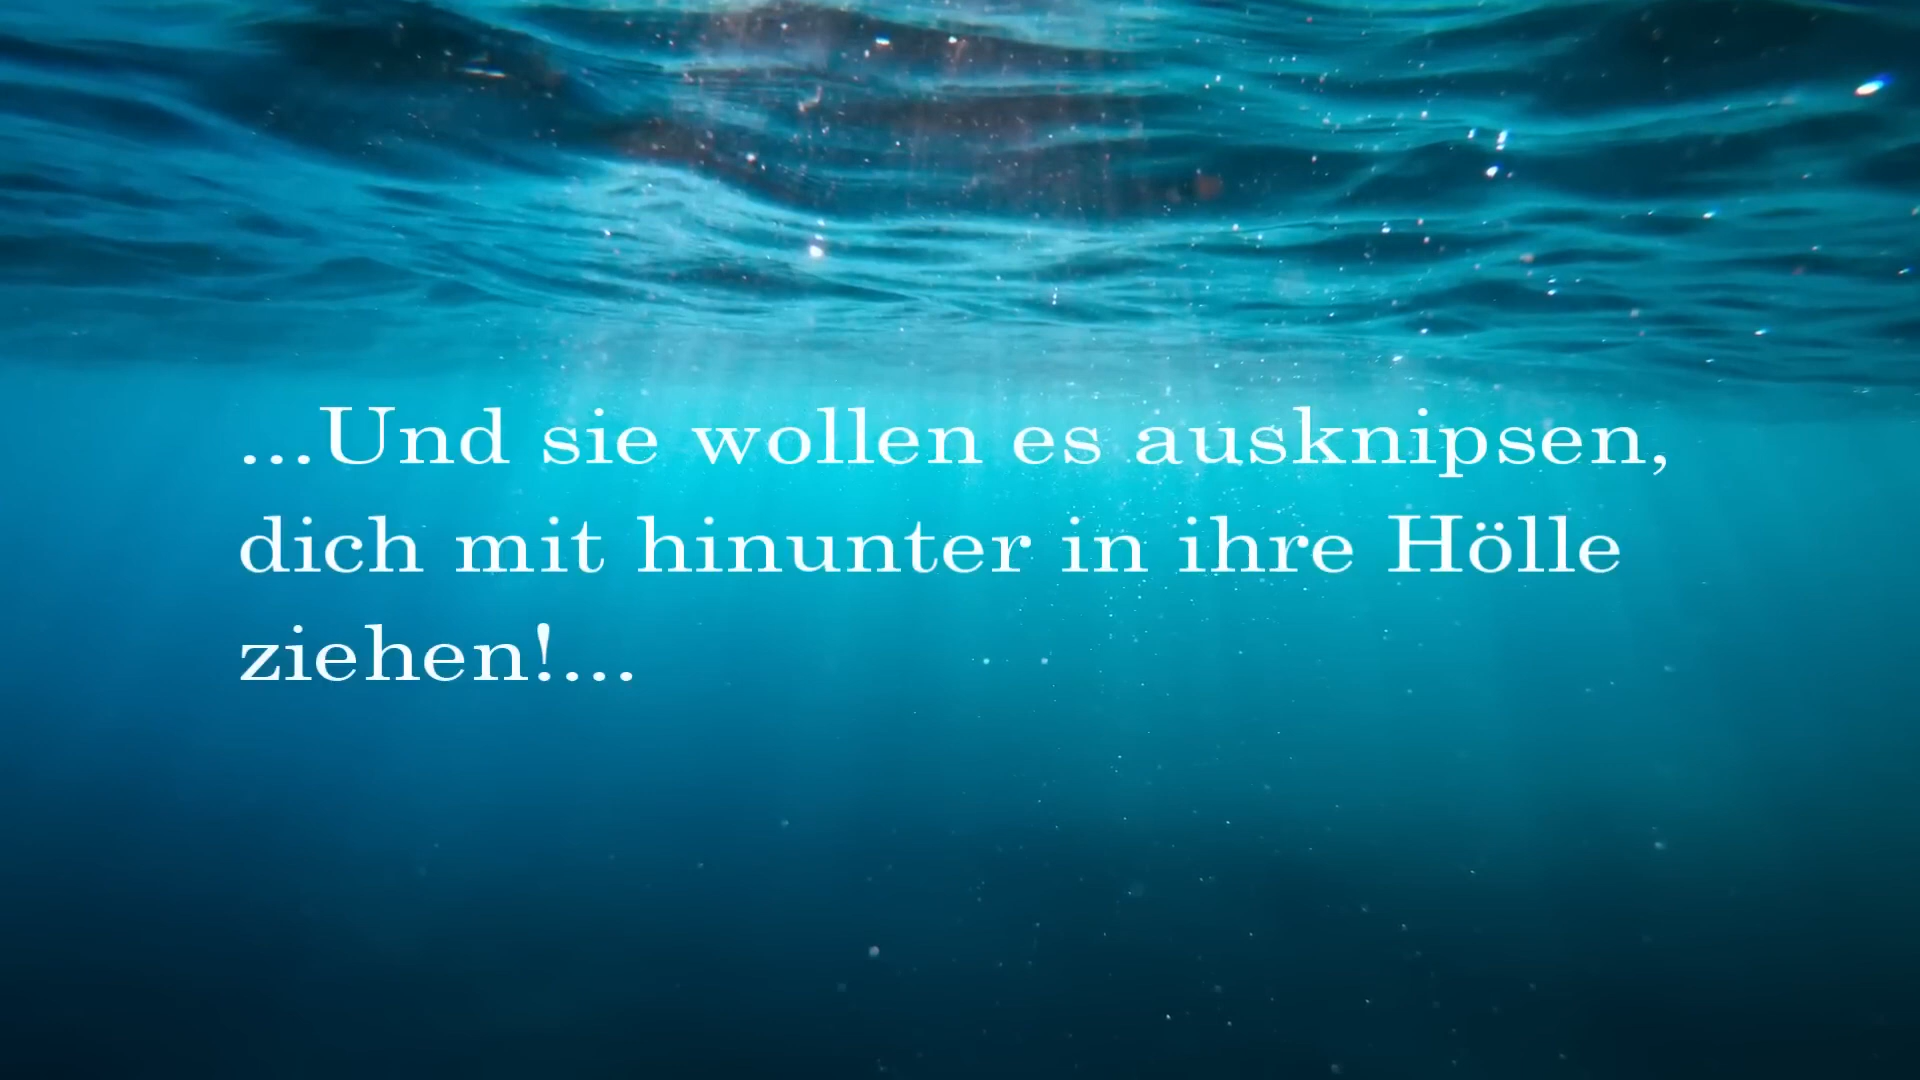 ...Und sie wollen es ausknipsen,
dich mit hinunter in ihre Hölle
ziehen!...